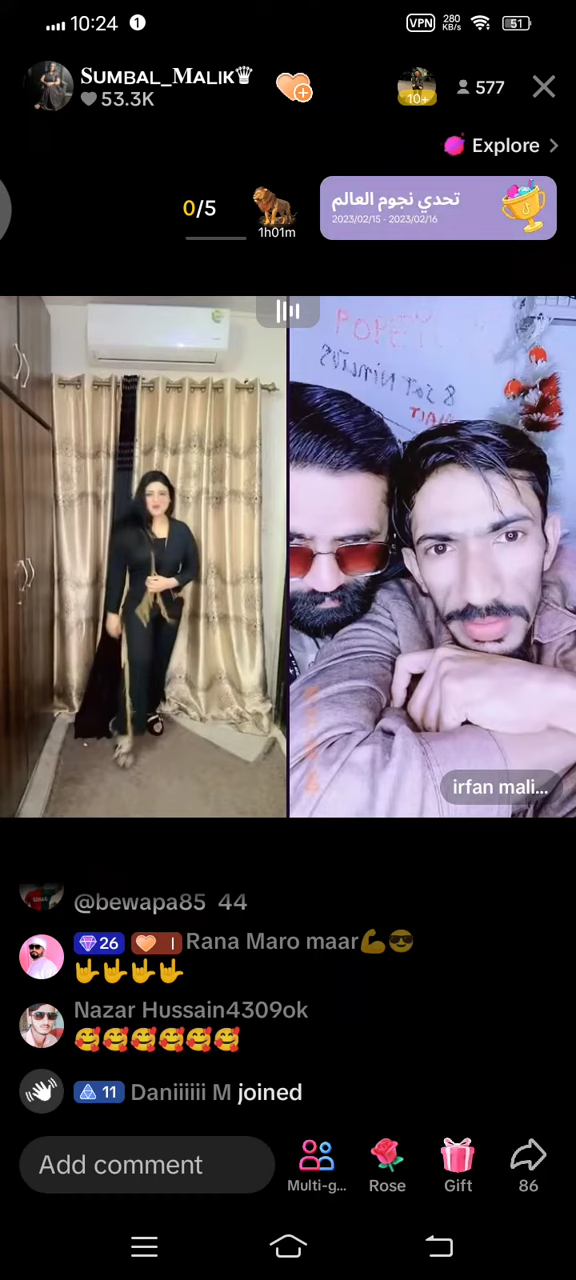 10:24 1
VPN 280 KB/s 51
SUMBAL_MALIK♛
53.3K
10+
577
Explore
0/5
1h01m
تحدي نجوم العالم
2023/02/15 - 2023/02/16
irfan mali...
@bewapa85 44
26 I Rana Maro maar💪😎
🤟🤟🤟🤟
Nazar Hussain4309ok
🥰🥰🥰🥰🥰🥰
11 Daniiiiii M joined
Add comment
Multi-g...
Rose
Gift
86